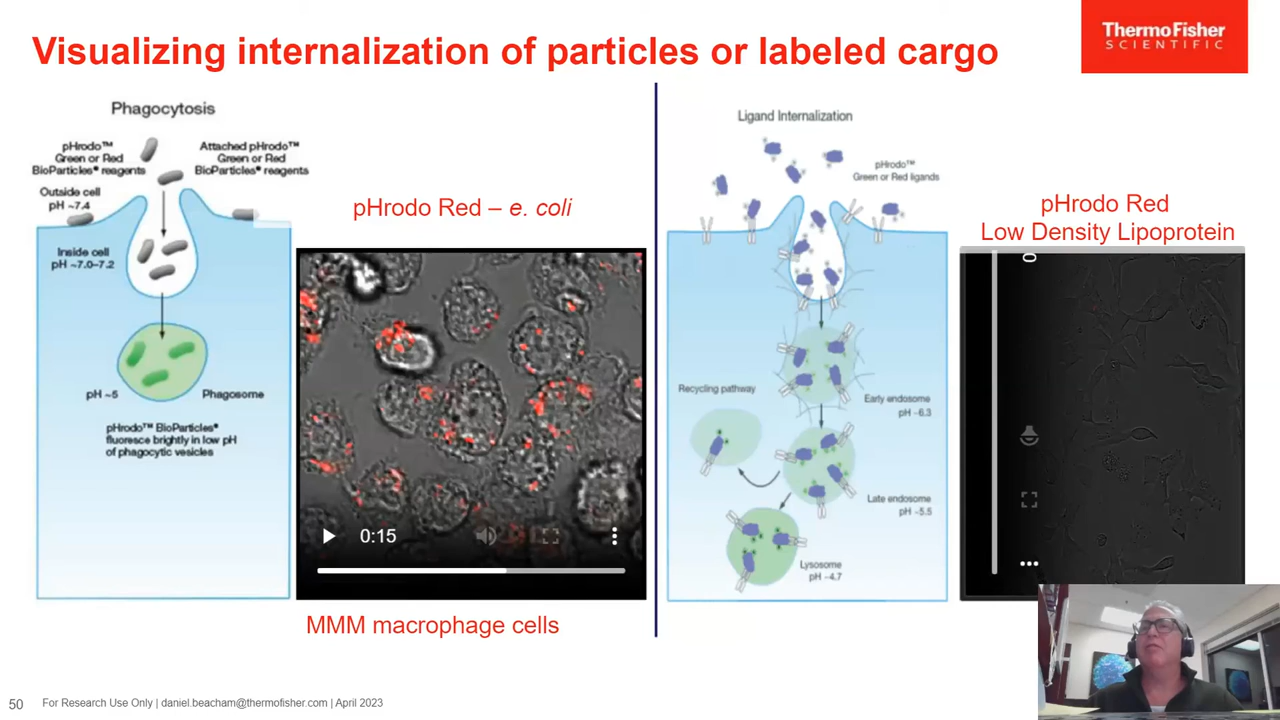 Visualizing internalization of particles or labeled cargo
ThermoFisher
SCIENTIFIC
Phagocytosis
pHrodo™
Green or Red
BioParticles® reagents
Attached pHrodo™
Green or Red
BioParticles® reagents
Outside cell
pH ~7.4
Inside cell
pH ~7.0–7.2
pH ~5
Phagosome
pHrodo™ BioParticles®
fluoresce brightly in low pH
of phagocytic vesicles
pHrodo Red – e. coli
0:15
MMM macrophage cells
Ligand Internalization
pHrodo™
Green or Red ligands
Recycling pathway
Early endosome
pH ~6.3
Late endosome
pH ~5.5
Lysosome
pH ~4.7
pHrodo Red
Low Density Lipoprotein
0
50
For Research Use Only | daniel.beacham@thermofisher.com | April 2023